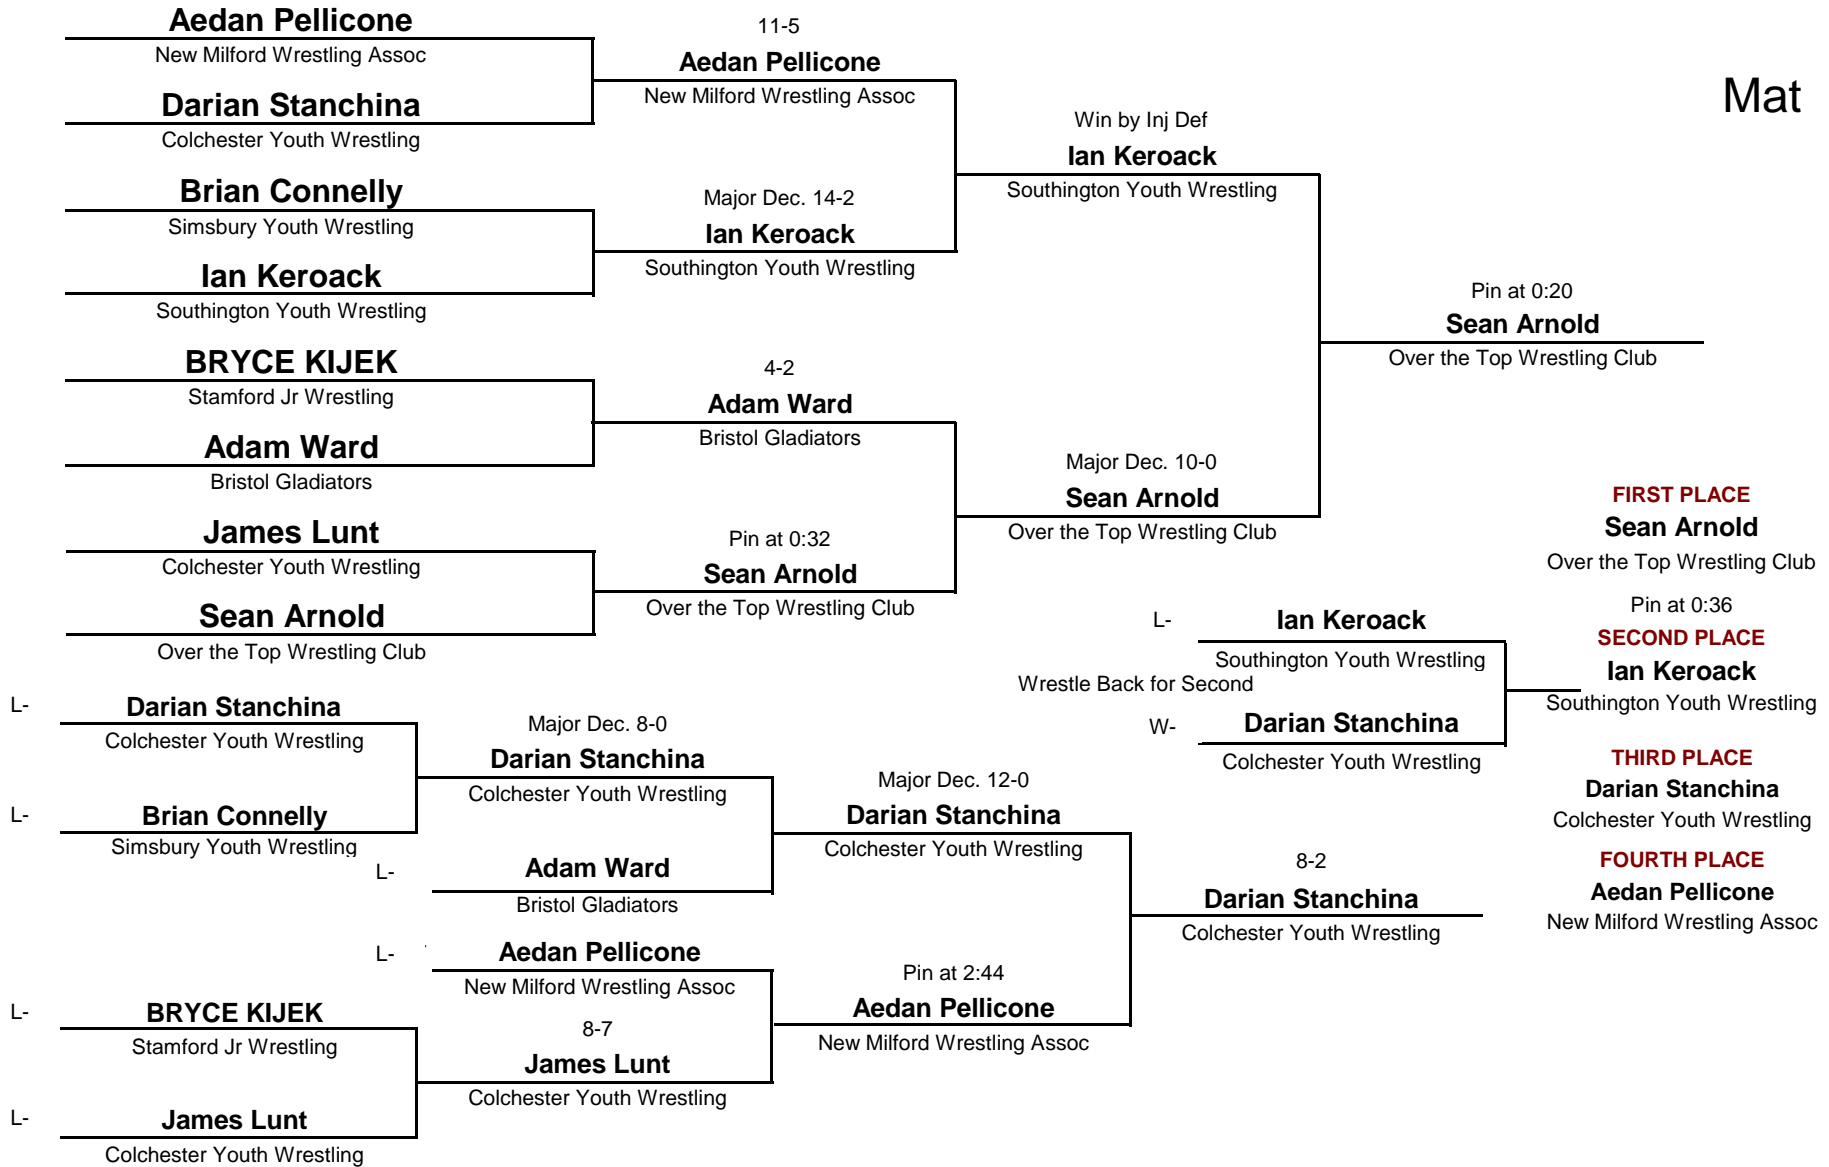 Aedan Pellicone
New Milford Wrestling Assoc
Darian Stanchina
Colchester Youth Wrestling
Brian Connelly
Simsbury Youth Wrestling
Ian Keroack
Southington Youth Wrestling
BRYCE KIJEK
Stamford Jr Wrestling
Adam Ward
Bristol Gladiators
James Lunt
Colchester Youth Wrestling
Sean Arnold
Over the Top Wrestling Club
11-5
Aedan Pellicone
New Milford Wrestling Assoc
Major Dec. 14-2
Ian Keroack
Southington Youth Wrestling
4-2
Adam Ward
Bristol Gladiators
Pin at 0:32
Sean Arnold
Over the Top Wrestling Club
Win by Inj Def
Ian Keroack
Southington Youth Wrestling
Major Dec. 10-0
Sean Arnold
Over the Top Wrestling Club
Pin at 0:20
Sean Arnold
Over the Top Wrestling Club
Mat
L-
Darian Stanchina
Colchester Youth Wrestling
L-
Brian Connelly
Simsbury Youth Wrestling
L-
BRYCE KIJEK
Stamford Jr Wrestling
L-
James Lunt
Colchester Youth Wrestling
Major Dec. 8-0
Darian Stanchina
Colchester Youth Wrestling
L-
Adam Ward
Bristol Gladiators
L-
Aedan Pellicone
New Milford Wrestling Assoc
8-7
James Lunt
Colchester Youth Wrestling
Major Dec. 12-0
Darian Stanchina
Colchester Youth Wrestling
Pin at 2:44
Aedan Pellicone
New Milford Wrestling Assoc
8-2
Darian Stanchina
Colchester Youth Wrestling
L-
Ian Keroack
Southington Youth Wrestling
Wrestle Back for Second
W-
Darian Stanchina
Colchester Youth Wrestling
FIRST PLACE
Sean Arnold
Over the Top Wrestling Club
Pin at 0:36
SECOND PLACE
Ian Keroack
Southington Youth Wrestling
THIRD PLACE
Darian Stanchina
Colchester Youth Wrestling
FOURTH PLACE
Aedan Pellicone
New Milford Wrestling Assoc